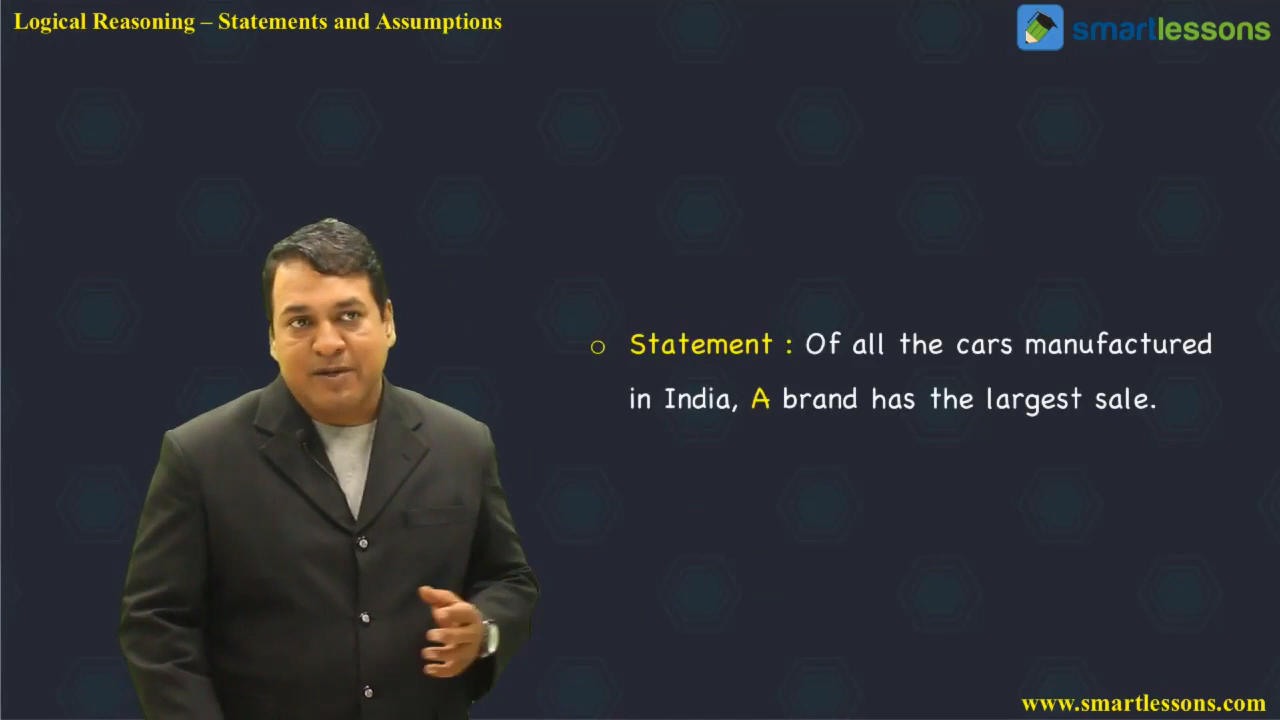 Logical Reasoning – Statements and Assumptions
smartlessons
o Statement : Of all the cars manufactured
in India, A brand has the largest sale.
www.smartlessons.com